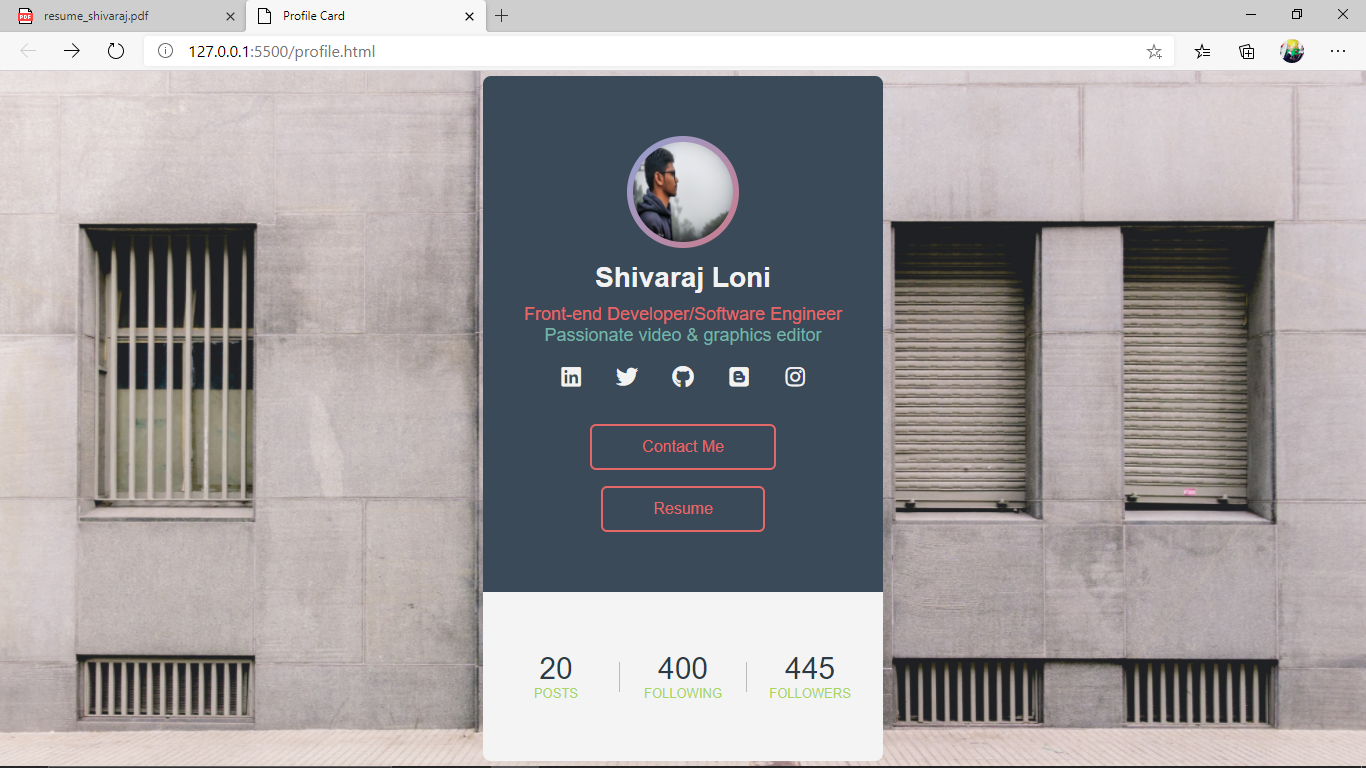 resume_shivaraj.pdf
Profile Card
127.0.0.1:5500/profile.html
Shivaraj Loni
Front-end Developer/Software Engineer
Passionate video & graphics editor
Contact Me
Resume
20 400 445
POSTS FOLLOWING FOLLOWERS